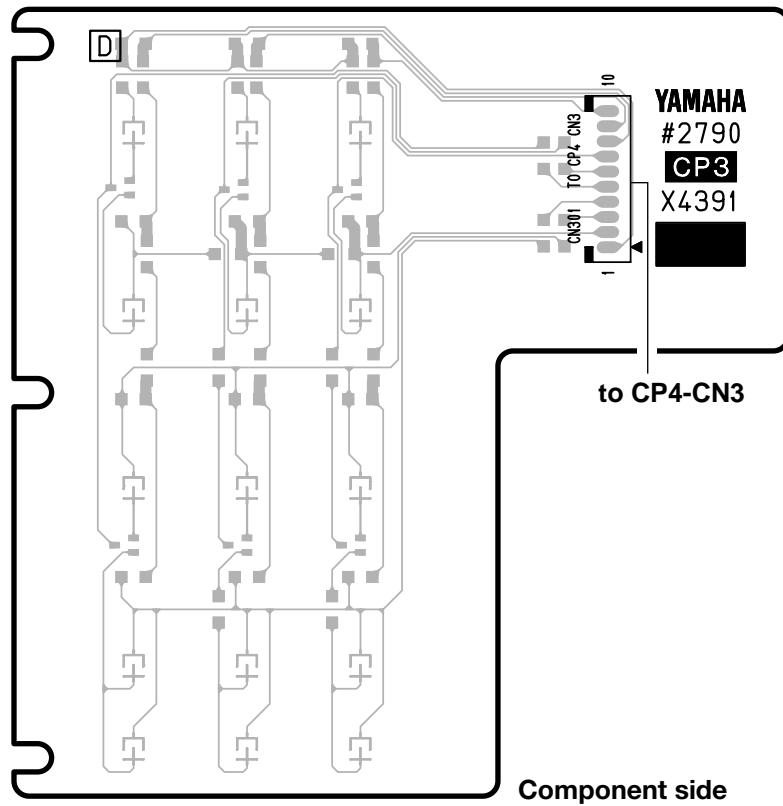 D
10
YAMAHA
#2790
CP3
X4391
TO CP4 CN3
CN301
1
to CP4-CN3
Component side